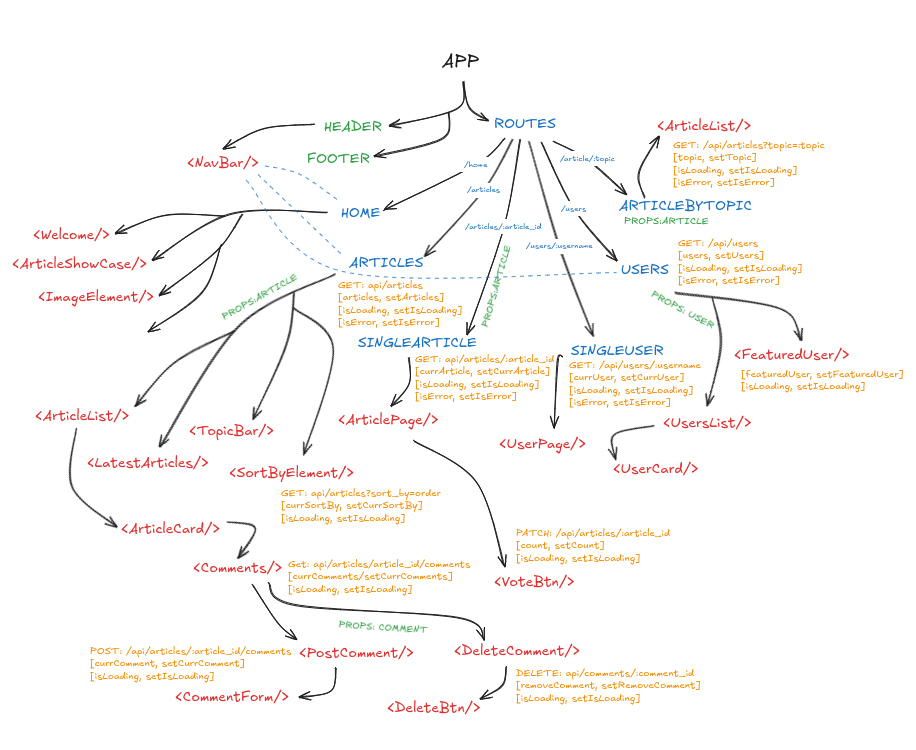 APP
HEADER
ROUTES
<ArticleList/>
GET: /api/articles?topic=:topic
[topic, setTopic]
[isLoading, setIsLoading]
[isError, setIsError]
<NavBar/>
FOOTER
/home
article/:topic
/articles
/users
ARTICLEBYTOPIC
PROPS:ARTICLE
HOME
/articles/:article_id
/users/:username
<Welcome/>
<ArticleShowCase/>
<ImageElement/>
ARTICLES
GET: api/articles
[articles, setArticles]
[isLoading, setIsLoading]
[isError, setIsError]
PROPS:ARTICLE
PROPS:ARTICLE
USERS
GET: /api/users
[users, setUsers]
[isLoading, setIsLoading]
[isError, setIsError]
PROPS: USER
SINGLEARTICLE
GET: api/articles/:article_id
[currArticle, setCurrArticle]
[isLoading, setIsLoading]
[isError, setIsError]
SINGLEUSER
GET: /api/users/:username
[currUser, setCurrUser]
[isLoading, setIsLoading]
[isError, setIsError]
<FeaturedUser/>
[featuredUser, setFeaturedUser]
[isLoading, setIsLoading]
<ArticleList/>
<TopicBar/>
<ArticlePage/>
<UserPage/>
<UsersList/>
<LatestArticles/>
<SortByElement/>
GET: api/articles?sort_by=order
[currSortBy, setCurrSortBy]
[isLoading, setIsLoading]
<UserCard/>
<ArticleCard/>
<Comments/>
Get: api/articles/article_id/comments
[currComments/setCurrComments]
[isLoading, setIsLoading]
PATCH: /api/articles/:article_id
[count, setCount]
[isLoading, setIsLoading]
<VoteBtn/>
PROPS: COMMENT
POST: /api/articles/:article_id/comments
[currComment, setCurrComment]
[isLoading, setIsLoading]
<PostComment/>
<DeleteComment/>
DELETE: api/comments/:comment_id
[removeComment, setRemoveComment]
[isLoading, setIsLoading]
<CommentForm/>
<DeleteBtn/>